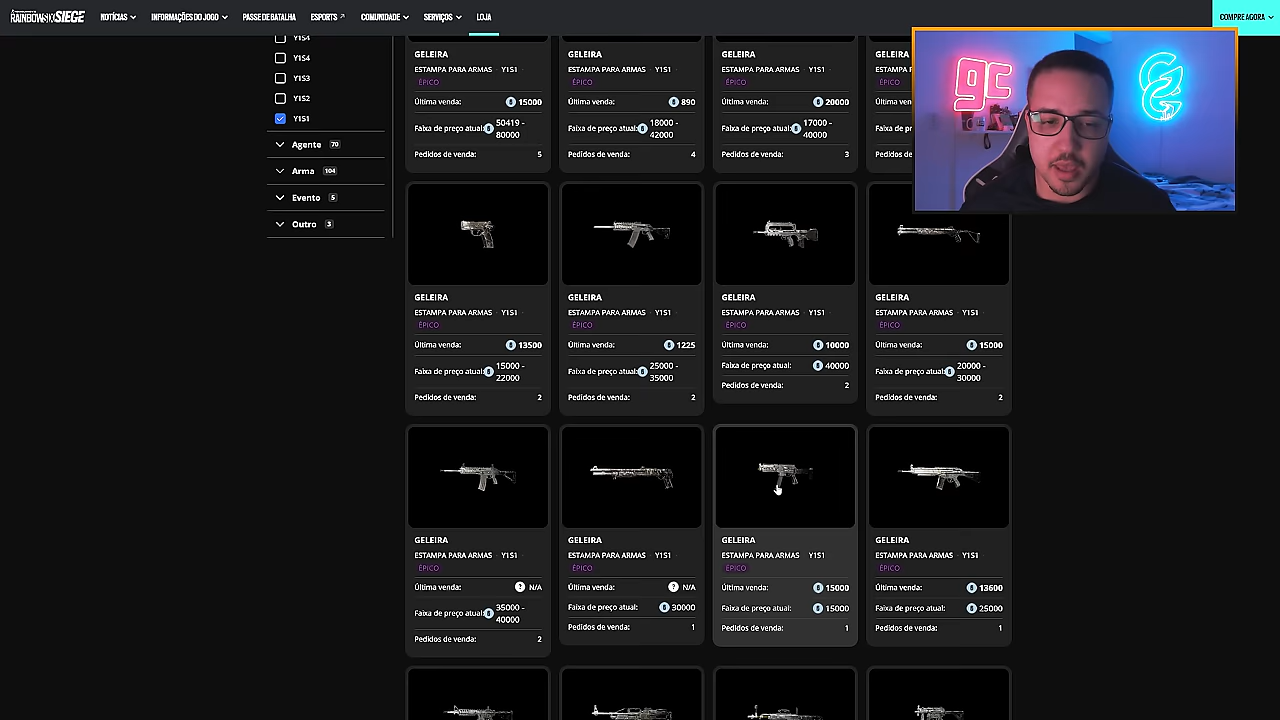 RAINBOW SIX SIEGE
NOTÍCIAS
INFORMAÇÕES DO JOGO
PASSE DE BATALHA
ESPORTS
COMUNIDADE
SERVIÇOS
LOJA
COMPRE AGORA
Y1S4
Y1S4
Y1S3
Y1S2
Y1S1
Agente 70
Arma 104
Evento 5
Outro 3
GELEIRA
ESTAMPA PARA ARMAS Y1S1
ÉPICO
Última venda: 15000
Faixa de preço atual: 50419 -
80000
Pedidos de venda: 5
GELEIRA
ESTAMPA PARA ARMAS Y1S1
ÉPICO
Última venda: 890
Faixa de preço atual: 18000 -
42000
Pedidos de venda: 4
GELEIRA
ESTAMPA PARA ARMAS Y1S1
ÉPICO
Última venda: 20000
Faixa de preço atual: 17000 -
40000
Pedidos de venda: 3
GELEIRA
ÉPICO
gc
GELEIRA
ESTAMPA PARA ARMAS Y1S1
ÉPICO
Última venda: 13500
Faixa de preço atual: 15000 -
22000
Pedidos de venda: 2
GELEIRA
ESTAMPA PARA ARMAS Y1S1
ÉPICO
Última venda: 1225
Faixa de preço atual: 25000 -
35000
Pedidos de venda: 2
GELEIRA
ESTAMPA PARA ARMAS Y1S1
ÉPICO
Última venda: 10000
Faixa de preço atual: 40000
Pedidos de venda: 2
GELEIRA
ESTAMPA PARA ARMAS Y1S1
ÉPICO
Última venda: 15000
Faixa de preço atual: 20000 -
30000
Pedidos de venda: 2
GELEIRA
ESTAMPA PARA ARMAS Y1S1
ÉPICO
Última venda: N/A
Faixa de preço atual: 35000 -
40000
Pedidos de venda: 2
GELEIRA
ESTAMPA PARA ARMAS Y1S1
ÉPICO
Última venda: N/A
Faixa de preço atual: 30000
Pedidos de venda: 1
GELEIRA
ESTAMPA PARA ARMAS Y1S1
ÉPICO
Última venda: 15000
Faixa de preço atual: 15000
Pedidos de venda: 1
GELEIRA
ESTAMPA PARA ARMAS Y1S1
ÉPICO
Última venda: 13600
Faixa de preço atual: 25000
Pedidos de venda: 1